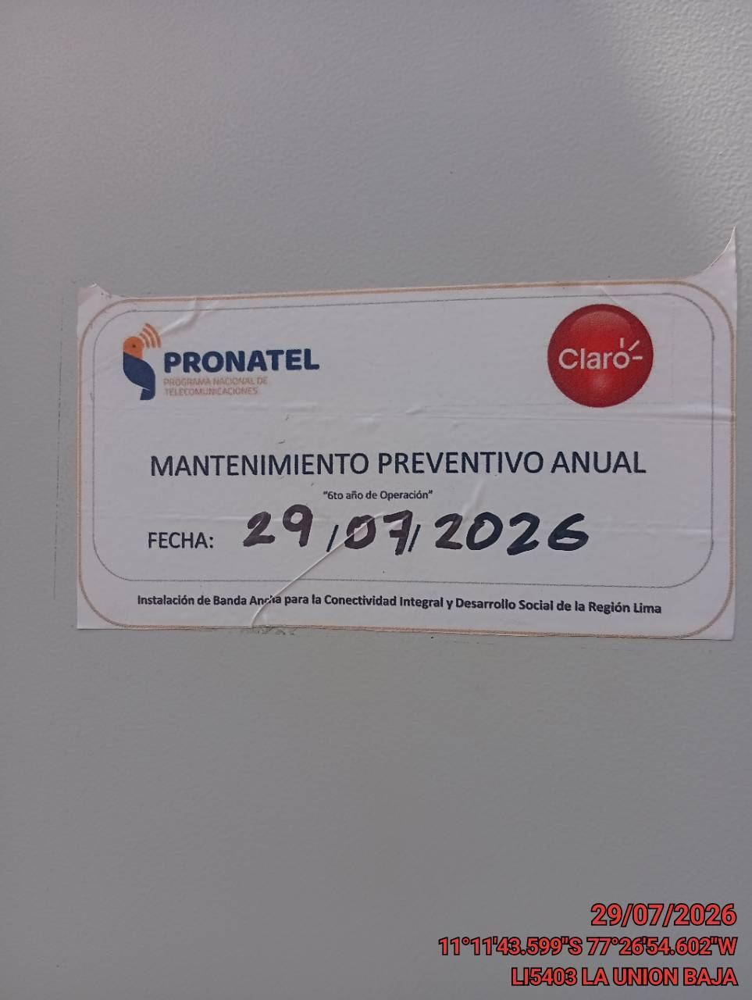 PRONATEL
PROGRAMA NACIONAL DE
TELECOMUNICACIONES
Claro
MANTENIMIENTO PREVENTIVO ANUAL
"6to año de Operación"
FECHA: 29/07/2026
Instalación de Banda Ancha para la Conectividad Integral y Desarrollo Social de la Región Lima
29/07/2026
11°11'43.599"S 77°26'54.602"W
LI5403 LA UNION BAJA